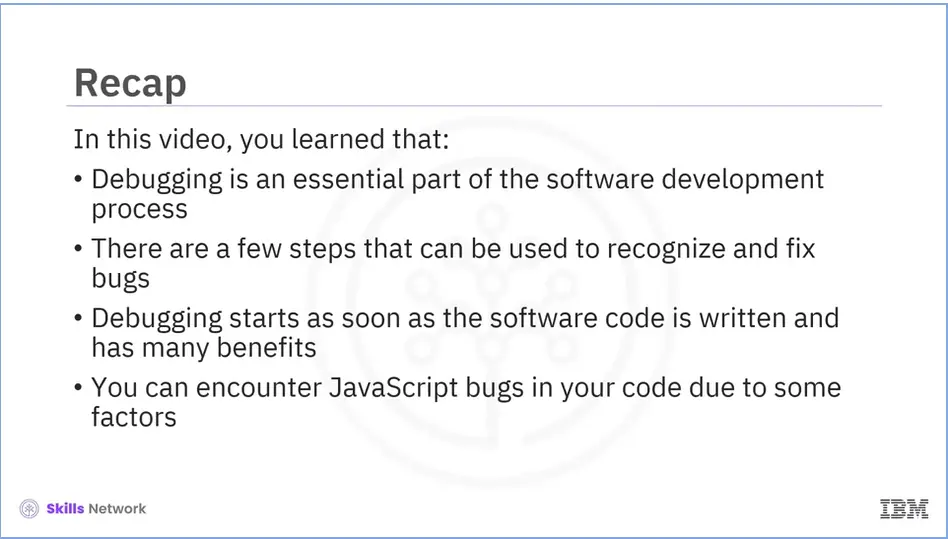 Recap
In this video, you learned that:
• Debugging is an essential part of the software development
process
• There are a few steps that can be used to recognize and fix
bugs
• Debugging starts as soon as the software code is written and
has many benefits
• You can encounter JavaScript bugs in your code due to some
factors
Skills Network
IBM